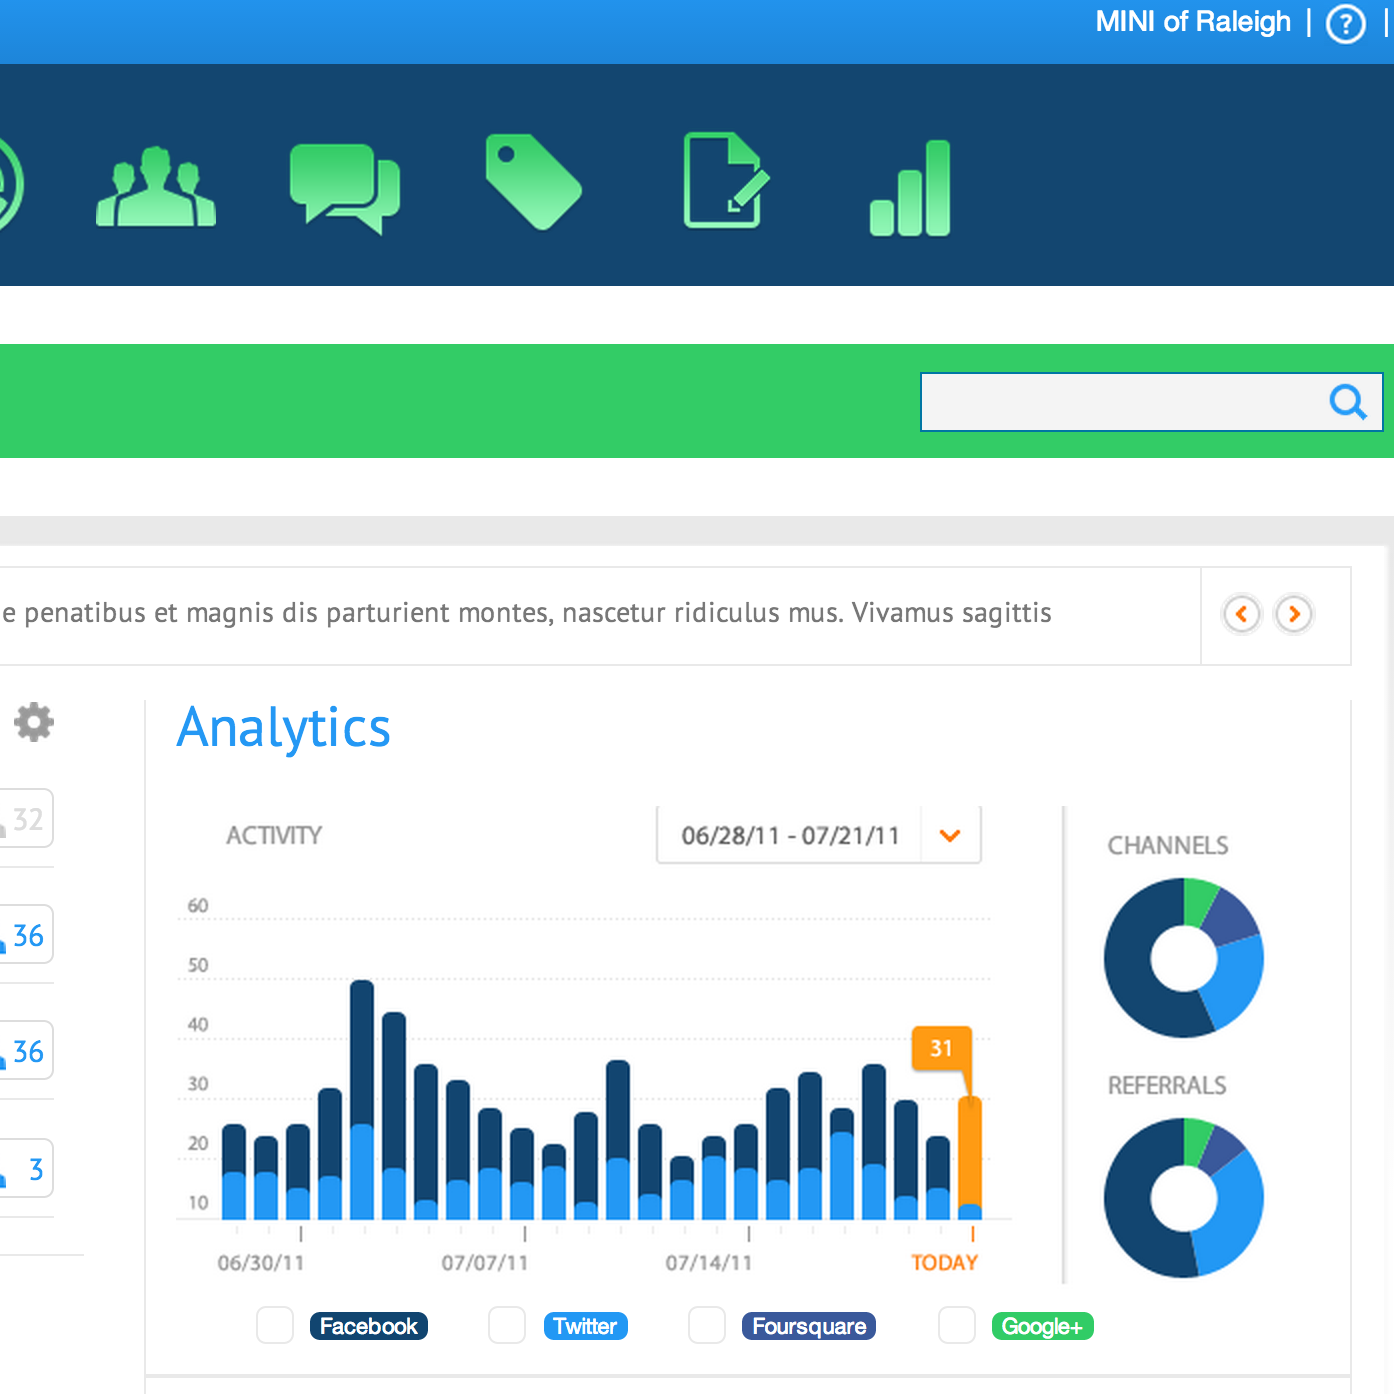 MINI of Raleigh | ? |
e penatibus et magnis dis parturient montes, nascetur ridiculus mus. Vivamus sagittis
Analytics
32
36
36
3
ACTIVITY
06/28/11 - 07/21/11
60
50
40
30
20
10
31
06/30/11
07/07/11
07/14/11
TODAY
CHANNELS
REFERRALS
Facebook
Twitter
Foursquare
Google+